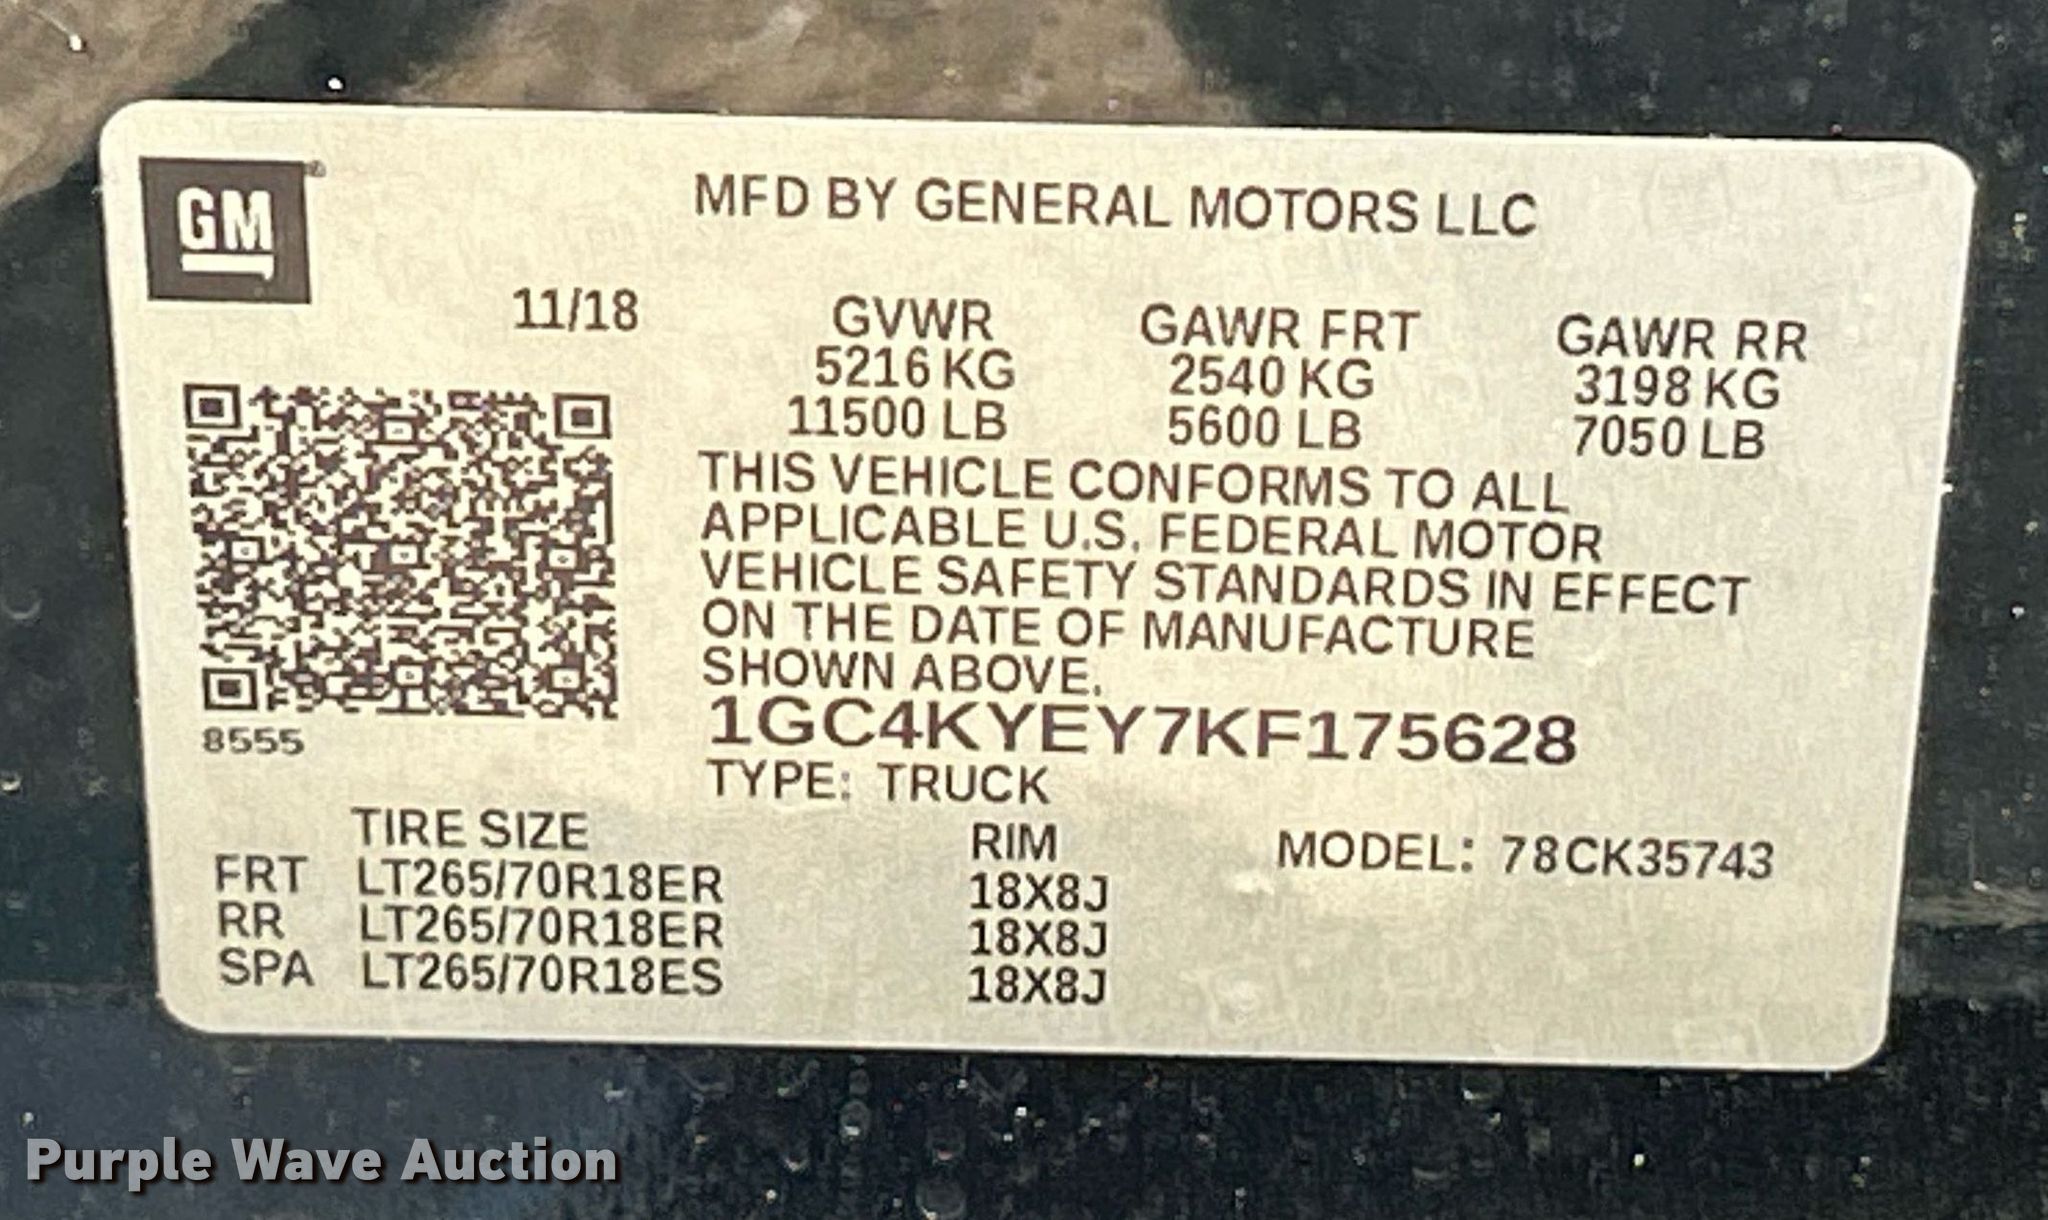 GM
MFD BY GENERAL MOTORS LLC
11/18
GVWR GAWR FRT GAWR RR
5216 KG 2540 KG 3198 KG
11500 LB 5600 LB 7050 LB
THIS VEHICLE CONFORMS TO ALL
APPLICABLE U.S. FEDERAL MOTOR
VEHICLE SAFETY STANDARDS IN EFFECT
ON THE DATE OF MANUFACTURE
SHOWN ABOVE.
1GC4KYEY7KF175628
8555
TYPE: TRUCK
TIRE SIZE RIM MODEL: 78CK35743
FRT LT265/70R18ER 18X8J
RR LT265/70R18ER 18X8J
SPA LT265/70R18ES 18X8J
Purple Wave Auction